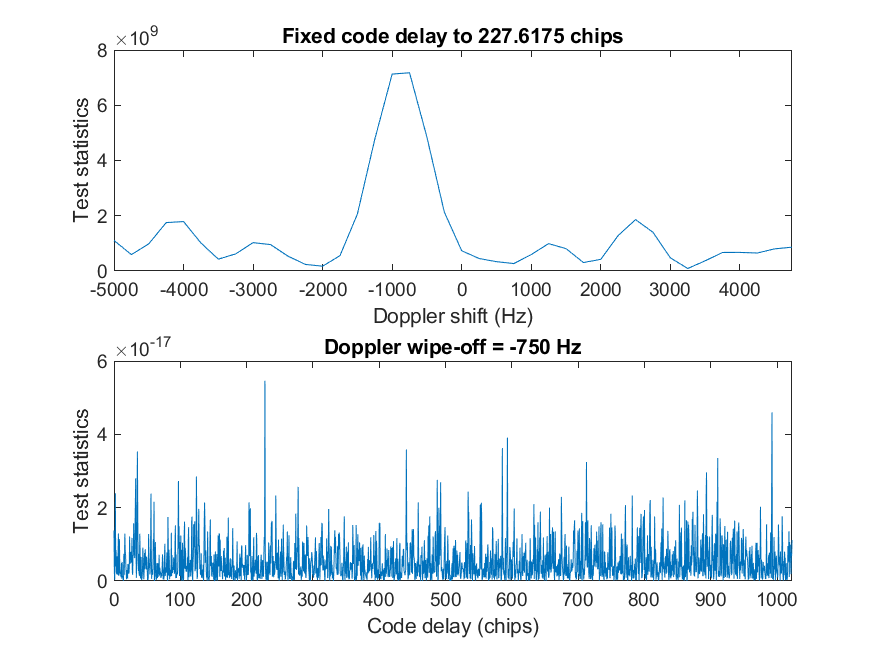 ×10^9
Fixed code delay to 227.6175 chips
8
6
4
2
0
Test statistics
-5000 -4000 -3000 -2000 -1000 0 1000 2000 3000 4000
Doppler shift (Hz)
×10^-17
Doppler wipe-off = -750 Hz
6
4
2
0
Test statistics
0 100 200 300 400 500 600 700 800 900 1000
Code delay (chips)